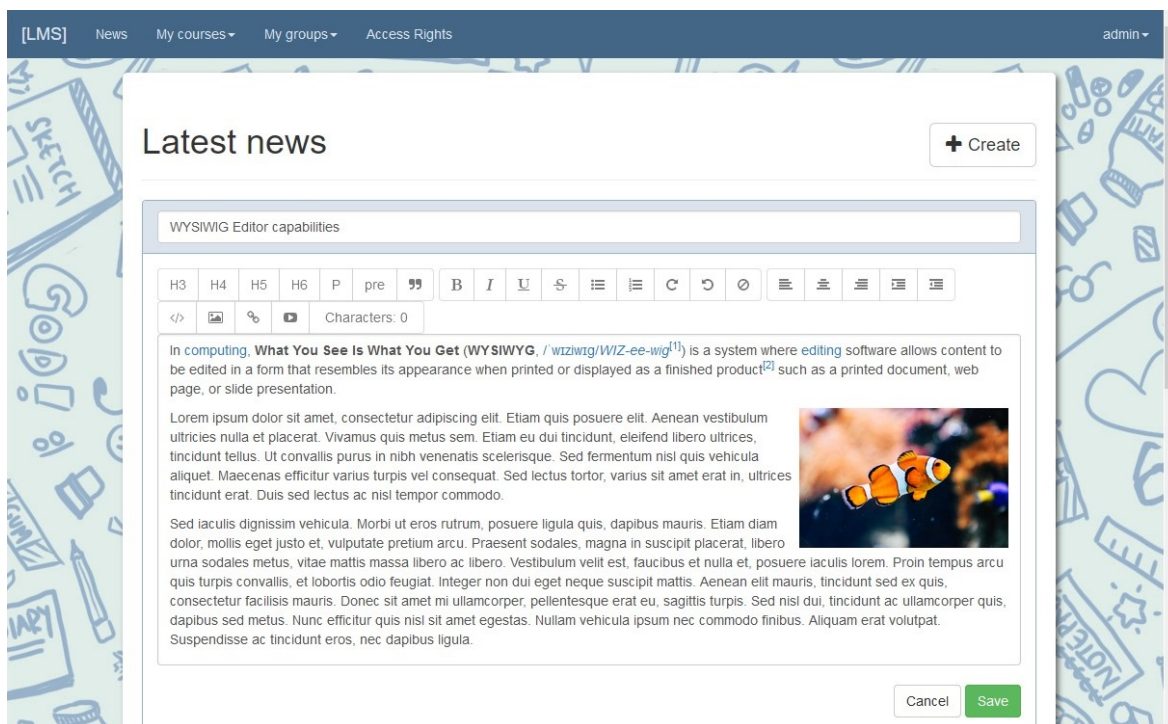 [LMS] News My courses My groups Access Rights admin
Latest news
Create
WYSIWIG Editor capabilities
H3 H4 H5 H6 P pre ❞ B I U S
</> Characters: 0
In computing, What You See Is What You Get (WYSIWYG, /ˈwɪziwɪɡ/WIZ-ee-wig[1]) is a system where editing software allows content to
be edited in a form that resembles its appearance when printed or displayed as a finished product[2] such as a printed document, web
page, or slide presentation.
Lorem ipsum dolor sit amet, consectetur adipiscing elit. Etiam quis posuere elit. Aenean vestibulum
ultricies nulla et placerat. Vivamus quis metus sem. Etiam eu dui tincidunt, eleifend libero ultrices,
tincidunt tellus. Ut convallis purus in nibh venenatis scelerisque. Sed fermentum nisl quis vehicula
aliquet. Maecenas efficitur varius turpis vel consequat. Sed lectus tortor, varius sit amet erat in, ultrices
tincidunt erat. Duis sed lectus ac nisl tempor commodo.
Sed iaculis dignissim vehicula. Morbi ut eros rutrum, posuere ligula quis, dapibus mauris. Etiam diam
dolor, mollis eget justo et, vulputate pretium arcu. Praesent sodales, magna in suscipit placerat, libero
urna sodales metus, vitae mattis massa libero ac libero. Vestibulum velit est, faucibus et nulla et, posuere iaculis lorem. Proin tempus arcu
quis turpis convallis, et lobortis odio feugiat. Integer non dui eget neque suscipit mattis. Aenean elit mauris, tincidunt sed ex quis,
consectetur facilisis mauris. Donec sit amet mi ullamcorper, pellentesque erat eu, sagittis turpis. Sed nisl dui, tincidunt ac ullamcorper quis,
dapibus sed metus. Nunc efficitur quis nisl sit amet egestas. Nullam vehicula ipsum nec commodo finibus. Aliquam erat volutpat.
Suspendisse ac tincidunt eros, nec dapibus ligula.
Cancel Save
SKETCH